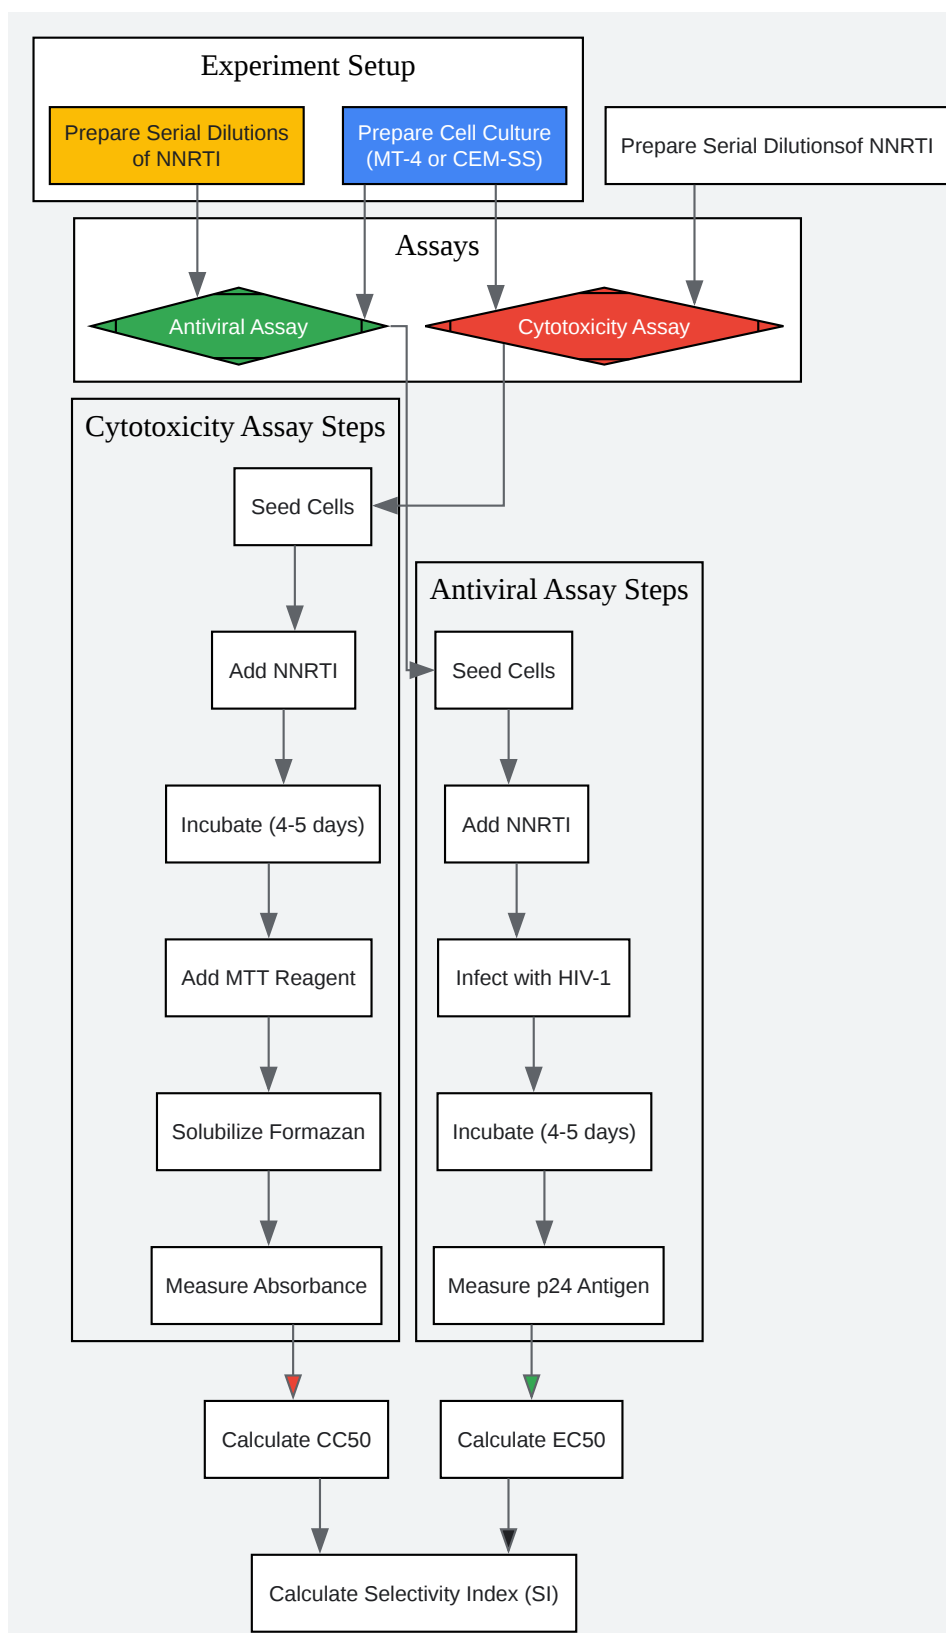 Experiment Setup
Prepare Serial Dilutions
of NNRTI
Prepare Cell Culture
(MT-4 or CEM-SS)
Prepare Serial Dilutionsof NNRTI
Assays
Antiviral Assay
Cytotoxicity Assay
Cytotoxicity Assay Steps
Seed Cells
Add NNRTI
Incubate (4-5 days)
Add MTT Reagent
Solubilize Formazan
Measure Absorbance
Antiviral Assay Steps
Seed Cells
Add NNRTI
Infect with HIV-1
Incubate (4-5 days)
Measure p24 Antigen
Calculate CC50
Calculate EC50
Calculate Selectivity Index (SI)